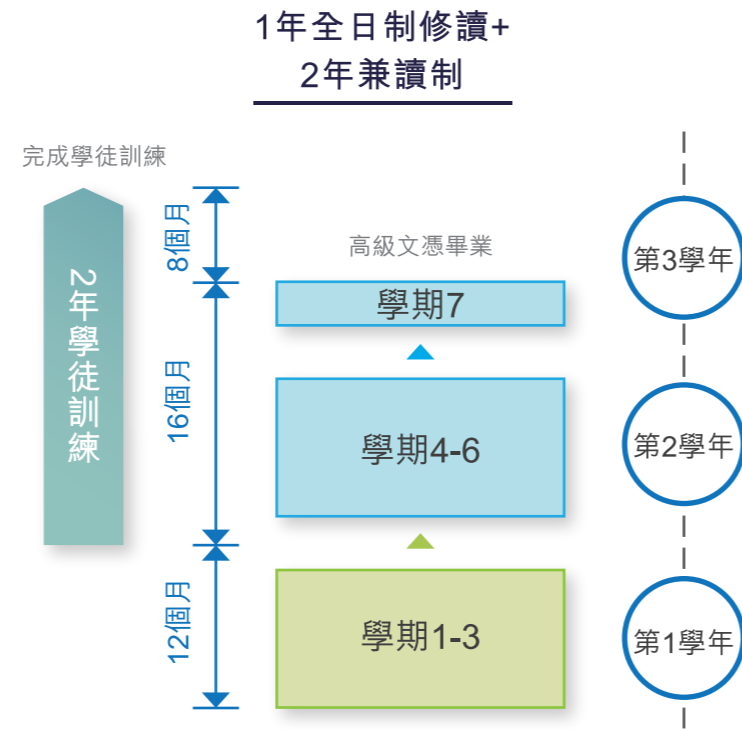 1年全日制修讀+
2年兼讀制
完成學徒訓練
2年學徒訓練
8個月
16個月
12個月
高級文憑畢業
學期7
學期4-6
學期1-3
第3學年
第2學年
第1學年